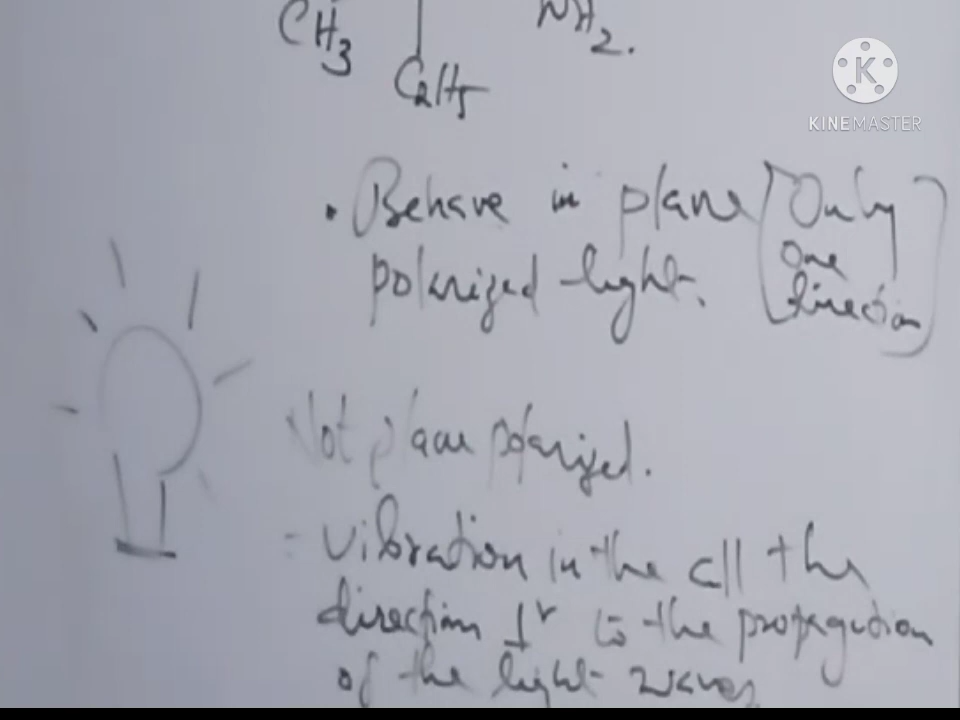 CH3 NH2.
C2H5
K
KINEMASTER
• Behave in plane [Only
polarized light. one
direction]
Not plane polarized.
= vibration in the all the
direction ⊥r to the propagation
of the light waves